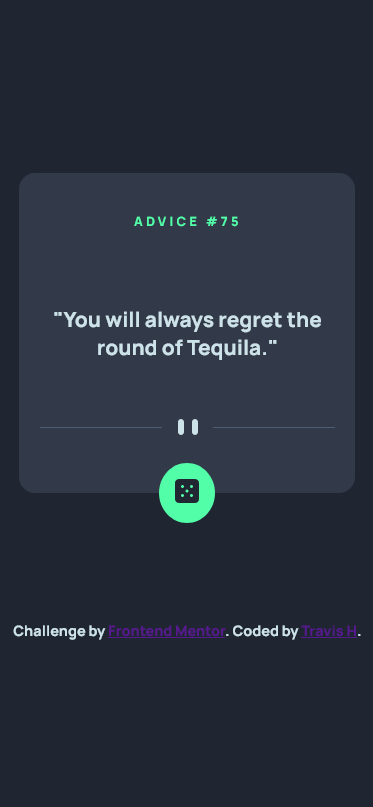 ADVICE #75
"You will always regret the
round of Tequila."
Challenge by Frontend Mentor. Coded by Travis H.